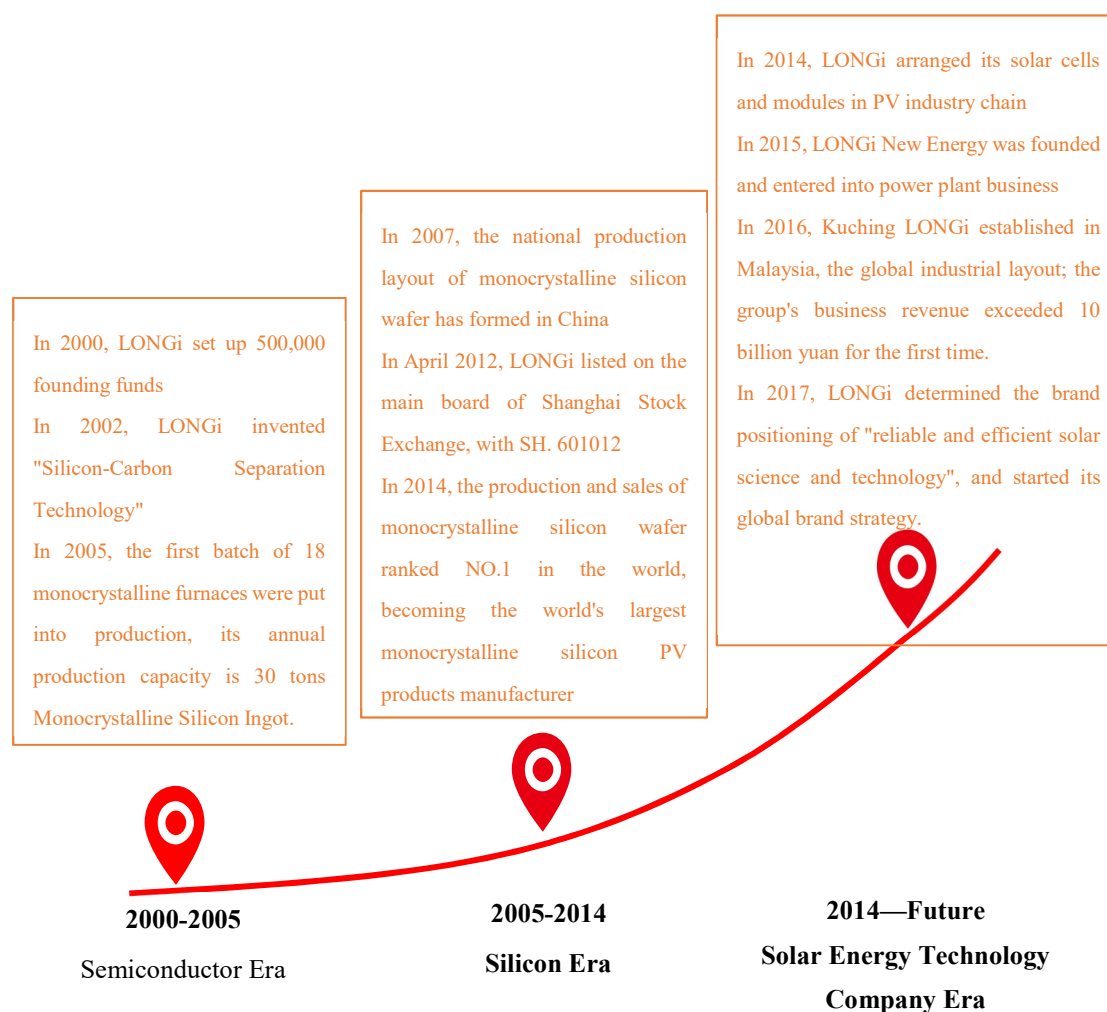 In 2000, LONGi set up 500,000
founding funds
In 2002, LONGi invented
"Silicon-Carbon Separation
Technology"
In 2005, the first batch of 18
monocrystalline furnaces were put
into production, its annual
production capacity is 30 tons
Monocrystalline Silicon Ingot.
In 2007, the national production
layout of monocrystalline silicon
wafer has formed in China
In April 2012, LONGi listed on the
main board of Shanghai Stock
Exchange, with SH. 601012
In 2014, the production and sales of
monocrystalline silicon wafer
ranked NO.1 in the world,
becoming the world's largest
monocrystalline silicon PV
products manufacturer
In 2014, LONGi arranged its solar cells
and modules in PV industry chain
In 2015, LONGi New Energy was founded
and entered into power plant business
In 2016, Kuching LONGi established in
Malaysia, the global industrial layout; the
group's business revenue exceeded 10
billion yuan for the first time.
In 2017, LONGi determined the brand
positioning of "reliable and efficient solar
science and technology", and started its
global brand strategy.
2000-2005
Semiconductor Era
2005-2014
Silicon Era
2014—Future
Solar Energy Technology
Company Era